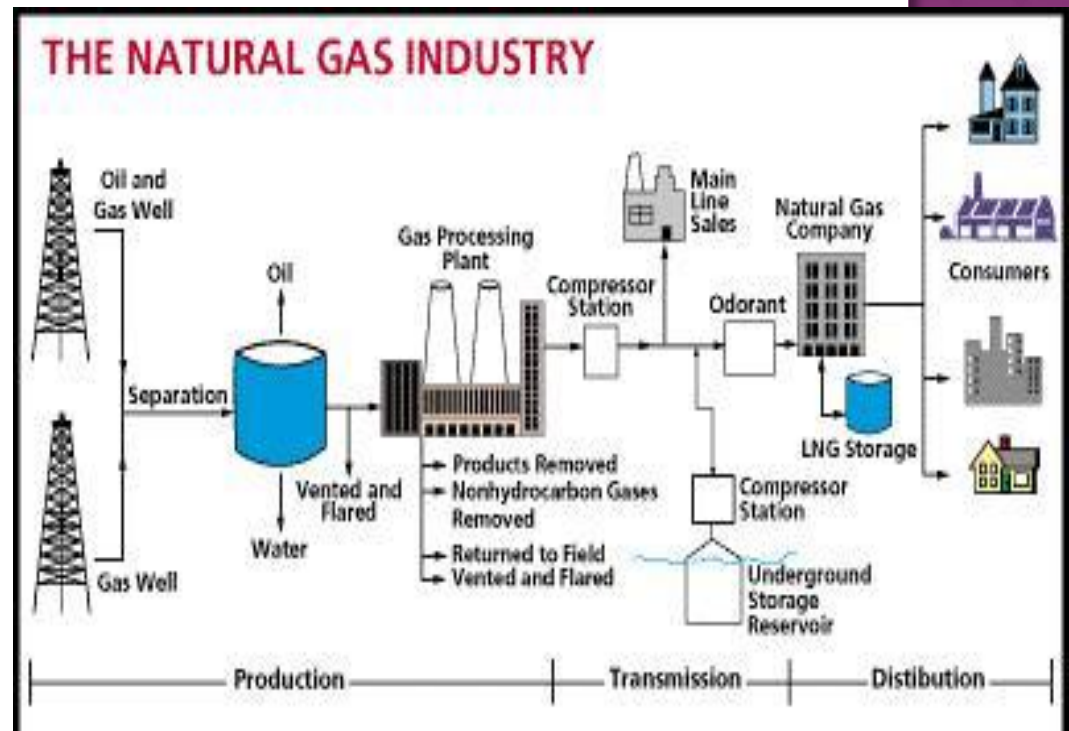 THE NATURAL GAS INDUSTRY
Oil and
Gas Well
Gas Well
Separation
Oil
Water
Vented and
Flared
Gas Processing
Plant
Products Removed
Nonhydrocarbon Gases
Removed
Returned to Field
Vented and Flared
Compressor
Station
Main
Line
Sales
Compressor
Station
Underground
Storage
Reservoir
Odorant
Natural Gas
Company
LNG Storage
Consumers
Production
Transmission
Distibution